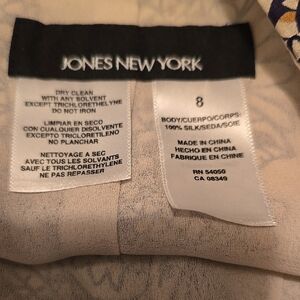 JONES NEW YORK
DRY CLEAN
WITH ANY SOLVENT
EXCEPT TRICHLORETHYLENE
DO NOT IRON
LIMPIAR EN SECO
CON CUALQUIER DISOLVENTE
EXCEPTO TRICLORETILENO
NO PLANCHAR
NETTOYAGE A SEC
AVEC TOUS LES SOLVANTS
SAUF LE TRICHLORETHYLENE
NE PAS REPASSER
8
BODY/CUERPO/CORPS:
100% SILK/SEDA/SOIE
MADE IN CHINA
HECHO EN CHINA
FABRIQUE EN CHINE
RN 54050
CA 08349